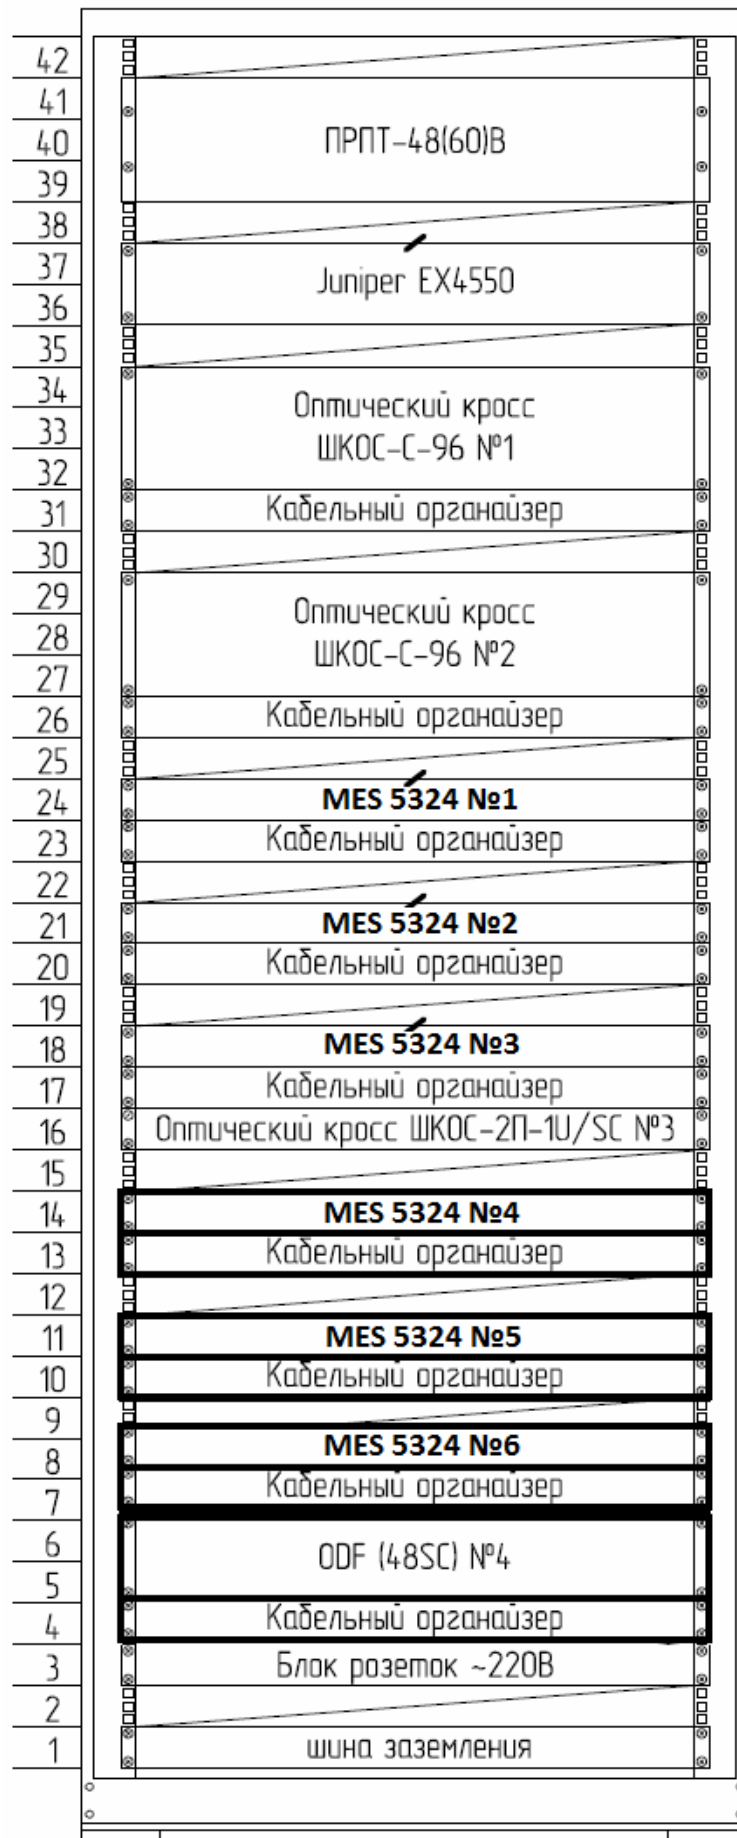 42
41
ПРПТ-48(60)В
40
39
38
37
Juniper EX4550
36
35
34
Оптический кросс
33
ШКОС-С-96 №1
32
31 Кабельный органайзер
30
29
Оптический кросс
28
ШКОС-С-96 №2
27
26 Кабельный органайзер
25
24 MES 5324 №1
23 Кабельный органайзер
22
21 MES 5324 №2
20 Кабельный органайзер
19
18 MES 5324 №3
17 Кабельный органайзер
16 Оптический кросс ШКОС-2П-1U/SC №3
15
14 MES 5324 №4
13 Кабельный органайзер
12
11 MES 5324 №5
10 Кабельный органайзер
9
8 MES 5324 №6
7 Кабельный органайзер
6
ODF (48SC) №4
5
4 Кабельный органайзер
3 Блок розеток ~220В
2
1 шина заземления